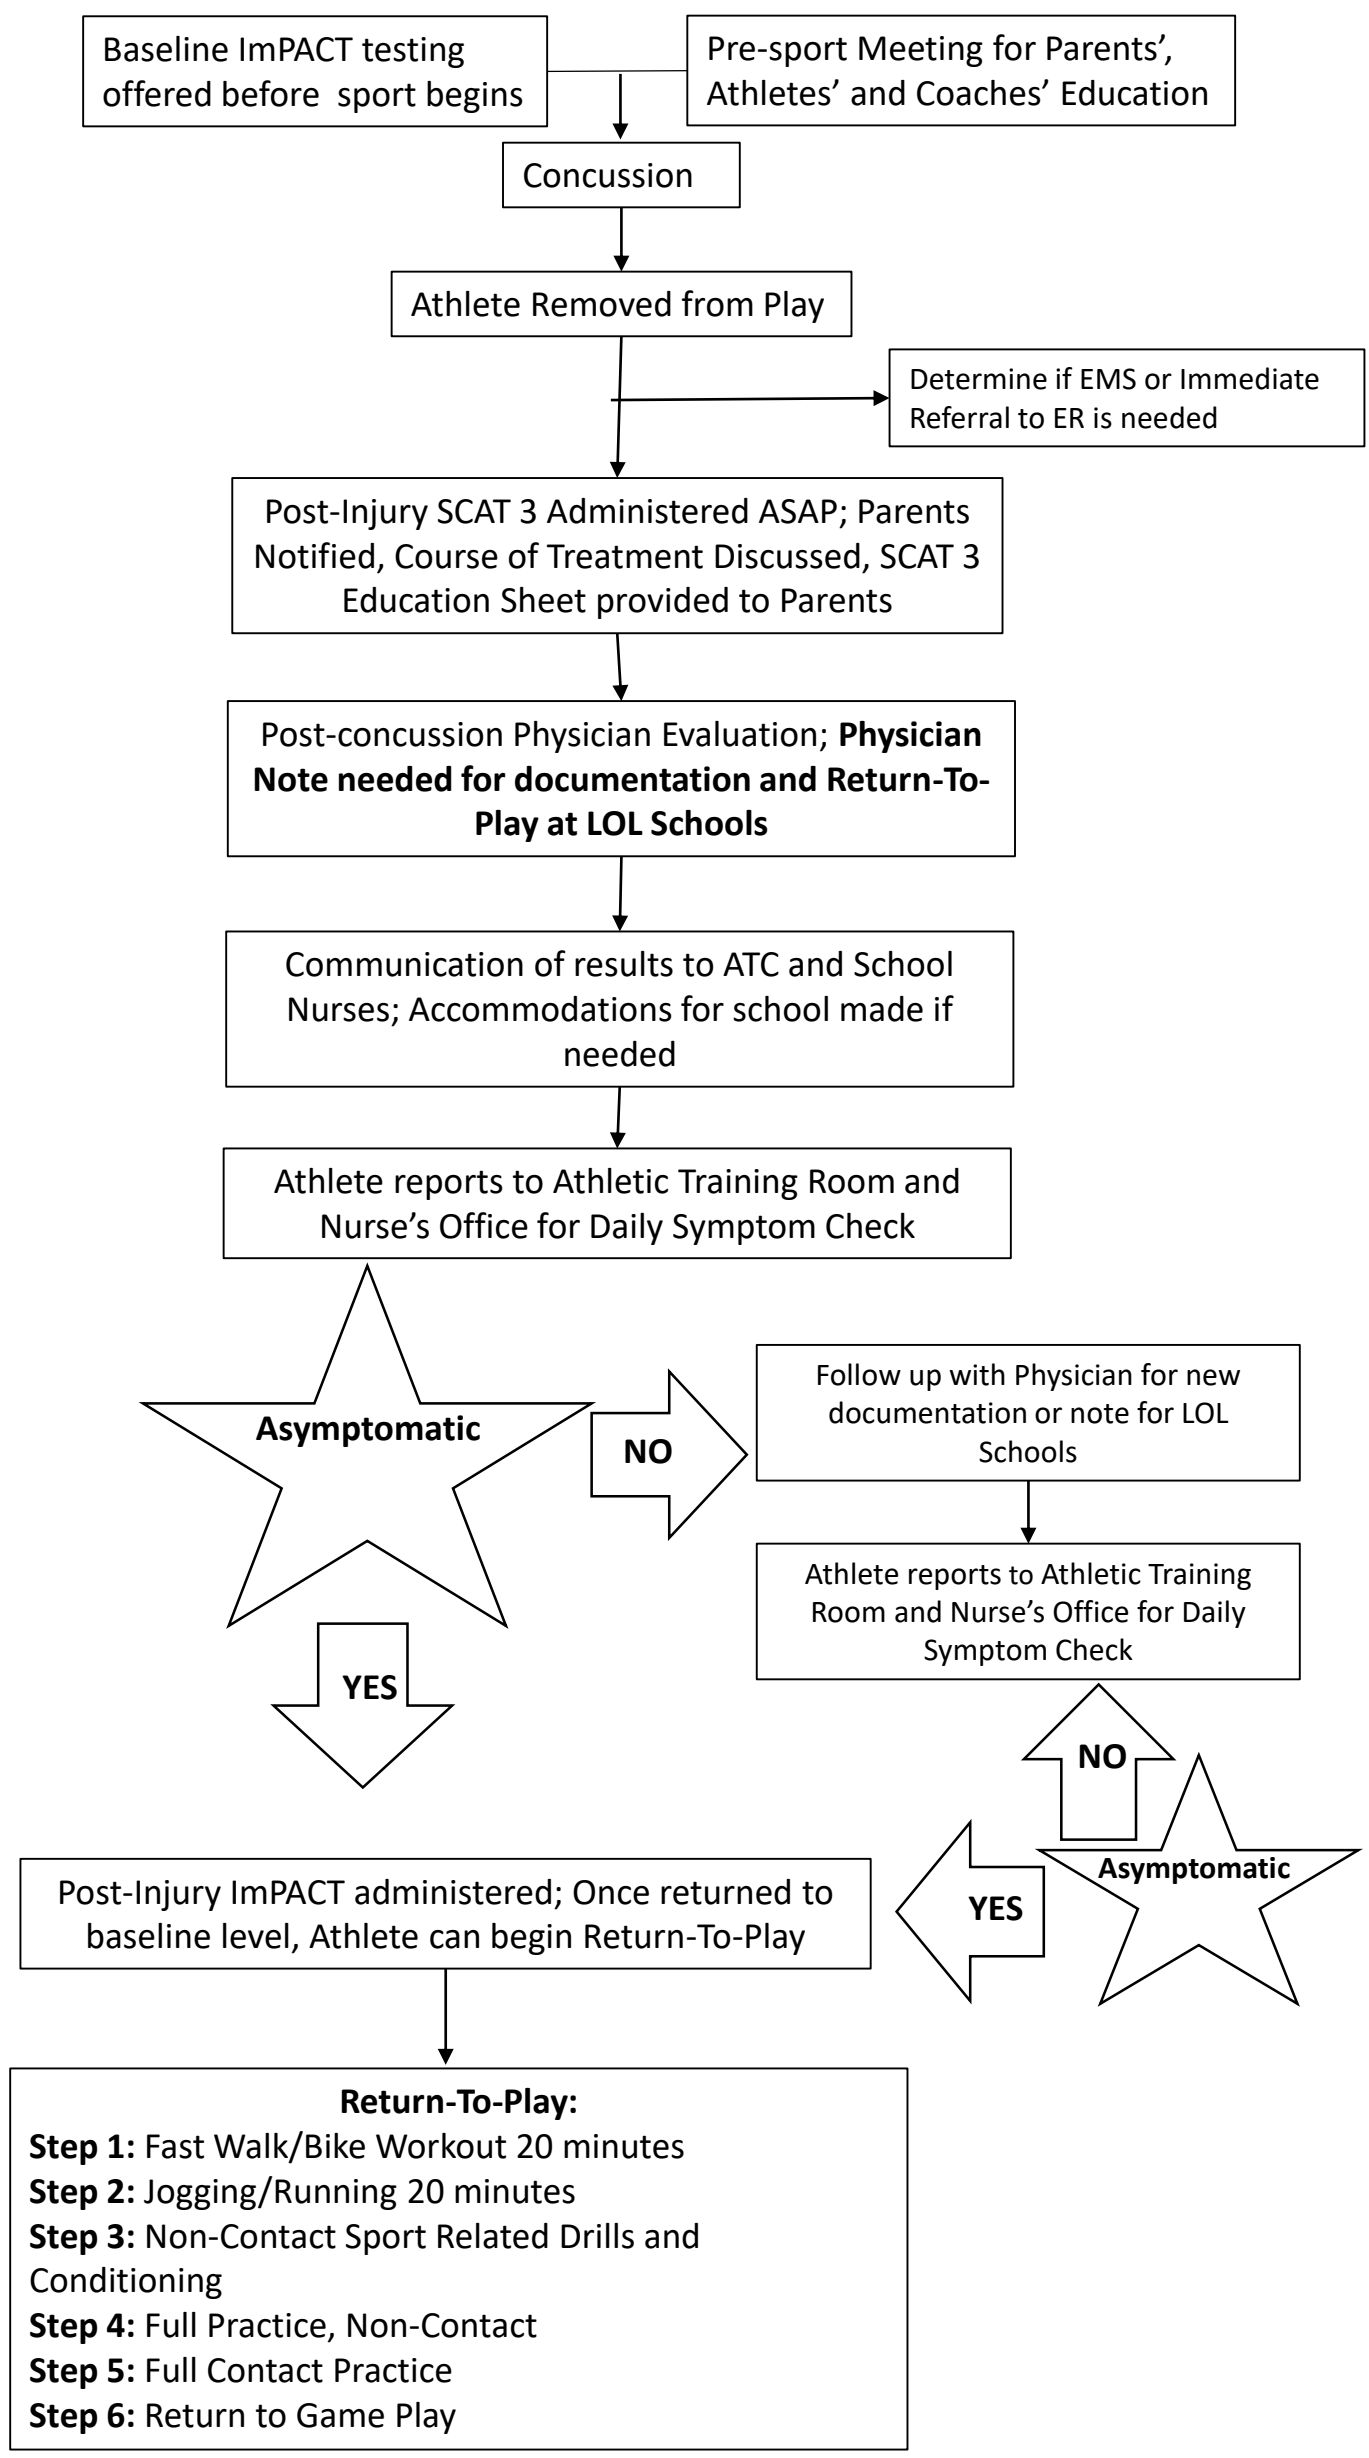 Baseline ImPACT testing
offered before sport begins
Pre-sport Meeting for Parents’,
Athletes’ and Coaches’ Education
Concussion
Athlete Removed from Play
Determine if EMS or Immediate
Referral to ER is needed
Post-Injury SCAT 3 Administered ASAP; Parents
Notified, Course of Treatment Discussed, SCAT 3
Education Sheet provided to Parents
Post-concussion Physician Evaluation; Physician
Note needed for documentation and Return-To-
Play at LOL Schools
Communication of results to ATC and School
Nurses; Accommodations for school made if
needed
Athlete reports to Athletic Training Room and
Nurse’s Office for Daily Symptom Check
Asymptomatic
NO
Follow up with Physician for new
documentation or note for LOL
Schools
Athlete reports to Athletic Training
Room and Nurse’s Office for Daily
Symptom Check
YES
NO
Asymptomatic
YES
Post-Injury ImPACT administered; Once returned to
baseline level, Athlete can begin Return-To-Play
Return-To-Play:
Step 1: Fast Walk/Bike Workout 20 minutes
Step 2: Jogging/Running 20 minutes
Step 3: Non-Contact Sport Related Drills and
Conditioning
Step 4: Full Practice, Non-Contact
Step 5: Full Contact Practice
Step 6: Return to Game Play